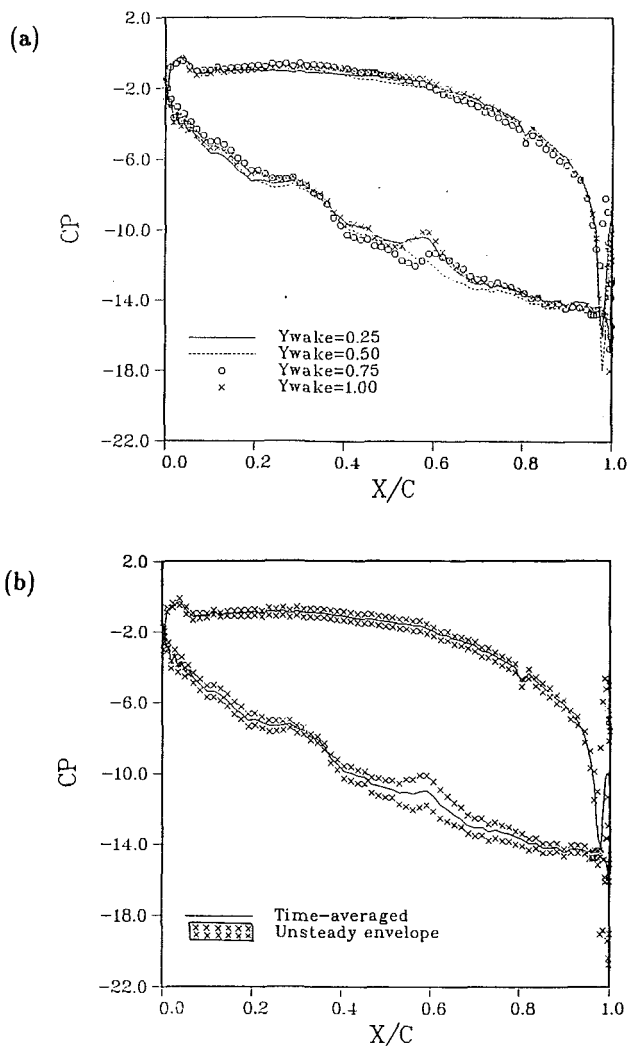 (a)
2.0
-2.0
-6.0
-10.0
-14.0
-18.0
-22.0
CP
Ywake=0.25
Ywake=0.50
Ywake=0.75
Ywake=1.00
0.0 0.2 0.4 0.6 0.8 1.0
X/C
(b)
2.0
-2.0
-6.0
-10.0
-14.0
-18.0
-22.0
CP
Time-averaged
Unsteady envelope
0.0 0.2 0.4 0.6 0.8 1.0
X/C